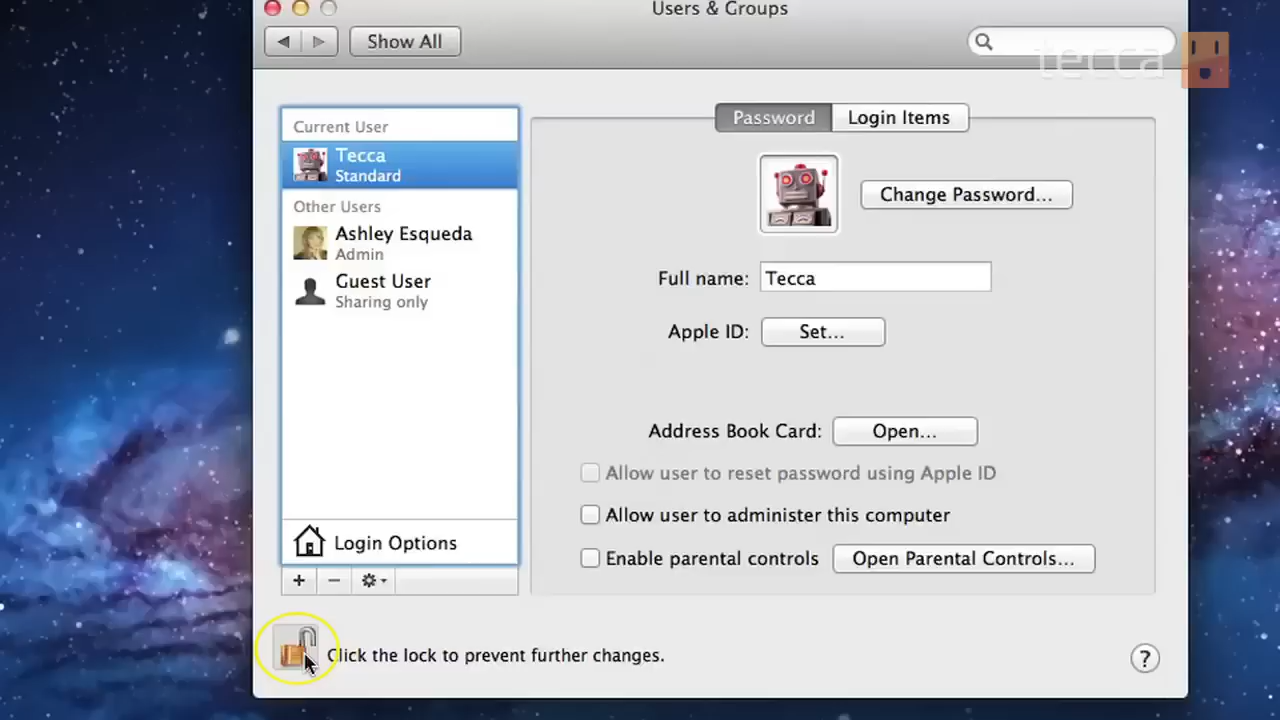 Users & Groups
Show All
tecca
Current User
Tecca
Standard
Other Users
Ashley Esqueda
Admin
Guest User
Sharing only
Login Options
Password
Login Items
Change Password...
Full name:
Tecca
Apple ID:
Set...
Address Book Card:
Open...
Allow user to reset password using Apple ID
Allow user to administer this computer
Enable parental controls
Open Parental Controls...
Click the lock to prevent further changes.
?